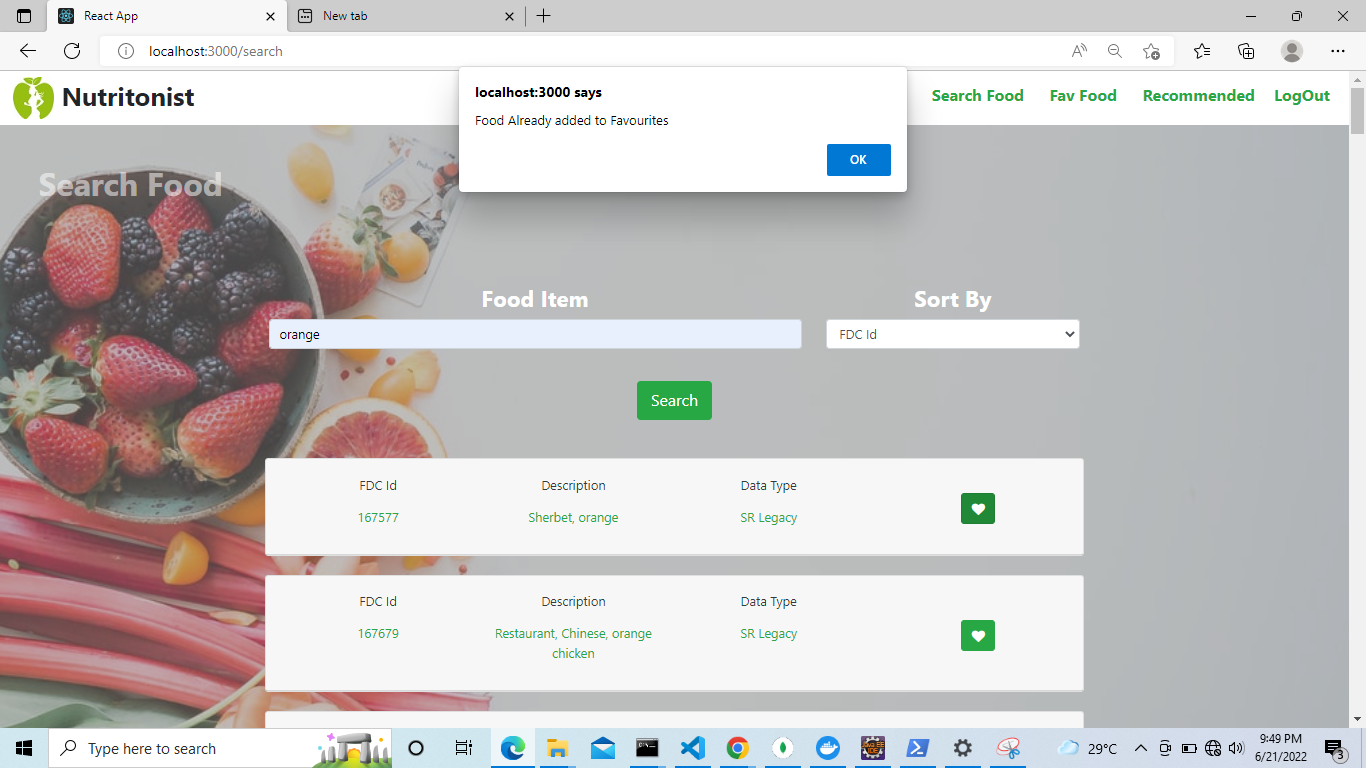 React App
New tab
localhost:3000/search
Nutritonist
localhost:3000 says
Food Already added to Favourites
OK
Search Food
Fav Food
Recommended
LogOut
Search Food
Food Item
Sort By
orange
FDC Id
Search
FDC Id
Description
Data Type
167577
Sherbet, orange
SR Legacy
FDC Id
Description
Data Type
167679
Restaurant, Chinese, orange
chicken
SR Legacy
Type here to search
29°C
9:49 PM
6/21/2022
3